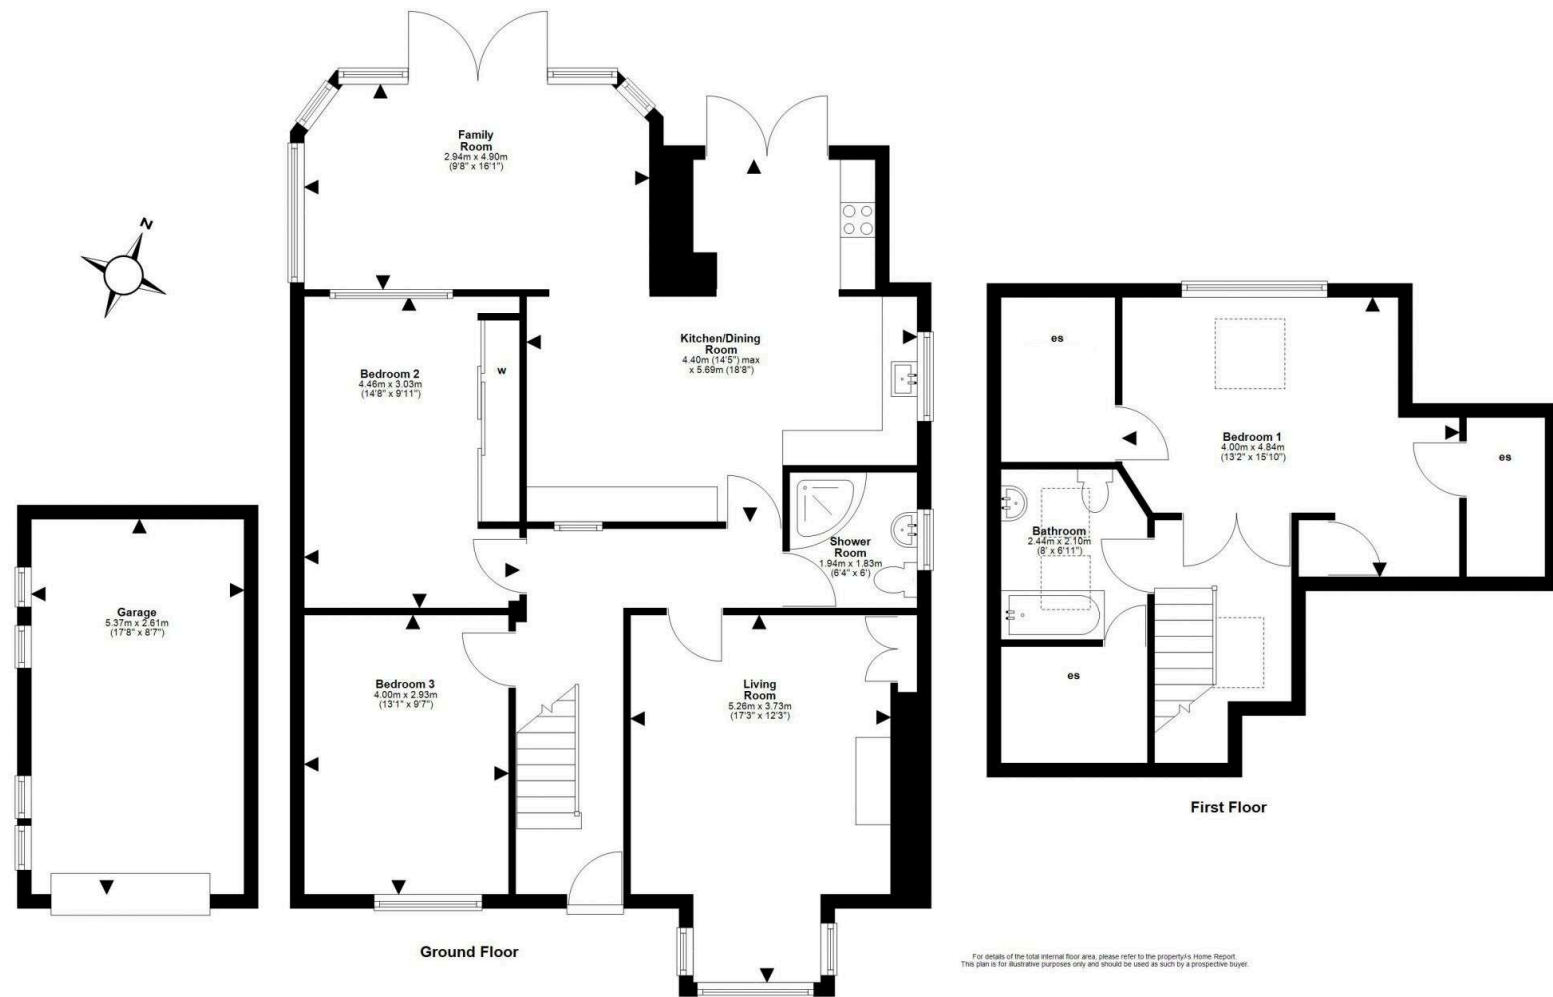 Family
Room
2.94m x 4.90m
(9'8" x 16'1")
N
Kitchen/Dining
Room
4.40m (14'5") max
x 5.69m (18'8")
Bedroom 2
4.46m x 3.03m
(14'8" x 9'11")
w
Shower
Room
1.94m x 1.83m
(6'4" x 6')
Garage
5.37m x 2.61m
(17'8" x 8'7")
Bedroom 3
4.00m x 2.93m
(13'1" x 9'7")
Living
Room
5.26m x 3.73m
(17'3" x 12'3")
Ground Floor
es
Bedroom 1
4.00m x 4.84m
(13'2" x 15'10")
es
Bathroom
2.44m x 2.10m
(8' x 6'11")
es
First Floor
For details of the total internal floor area, please refer to the property's Home Report.
This plan is for illustrative purposes only and should be used as such by a prospective buyer.